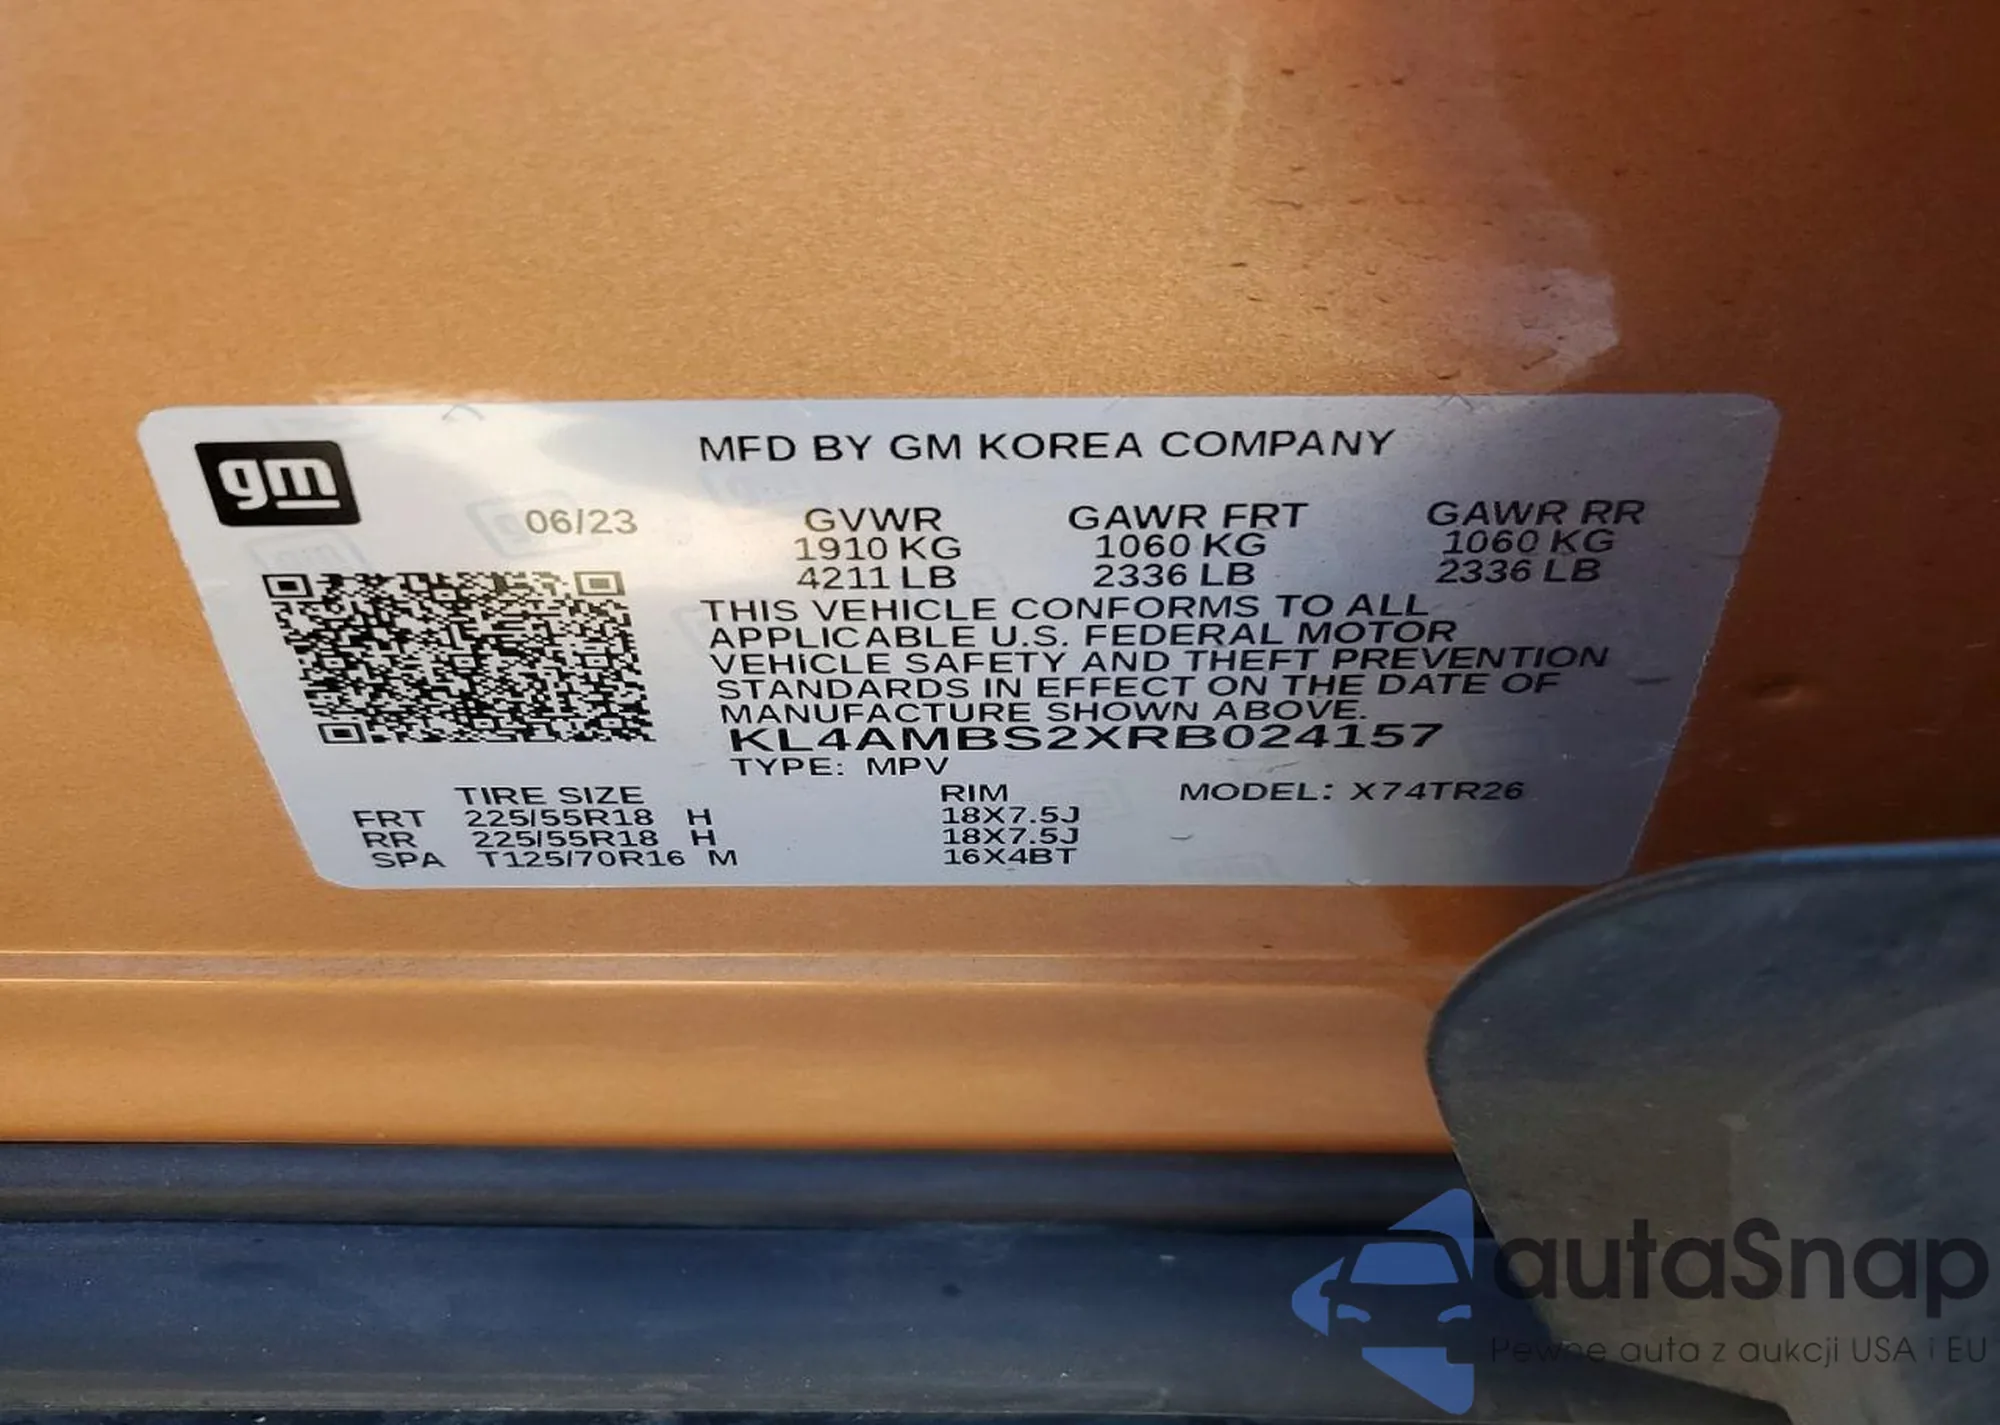 gm
MFD BY GM KOREA COMPANY
06/23 GVWR GAWR FRT GAWR RR
1910 KG 1060 KG 1060 KG
4211 LB 2336 LB 2336 LB
THIS VEHICLE CONFORMS TO ALL
APPLICABLE U.S. FEDERAL MOTOR
VEHICLE SAFETY AND THEFT PREVENTION
STANDARDS IN EFFECT ON THE DATE OF
MANUFACTURE SHOWN ABOVE.
KL4AMBS2XRB024157
TYPE: MPV
TIRE SIZE RIM MODEL: X74TR26
FRT 225/55R18 H 18X7.5J
RR 225/55R18 H 18X7.5J
SPA T125/70R16 M 16X4BT
autaSnap
Pewne auta z aukcji USA i EU